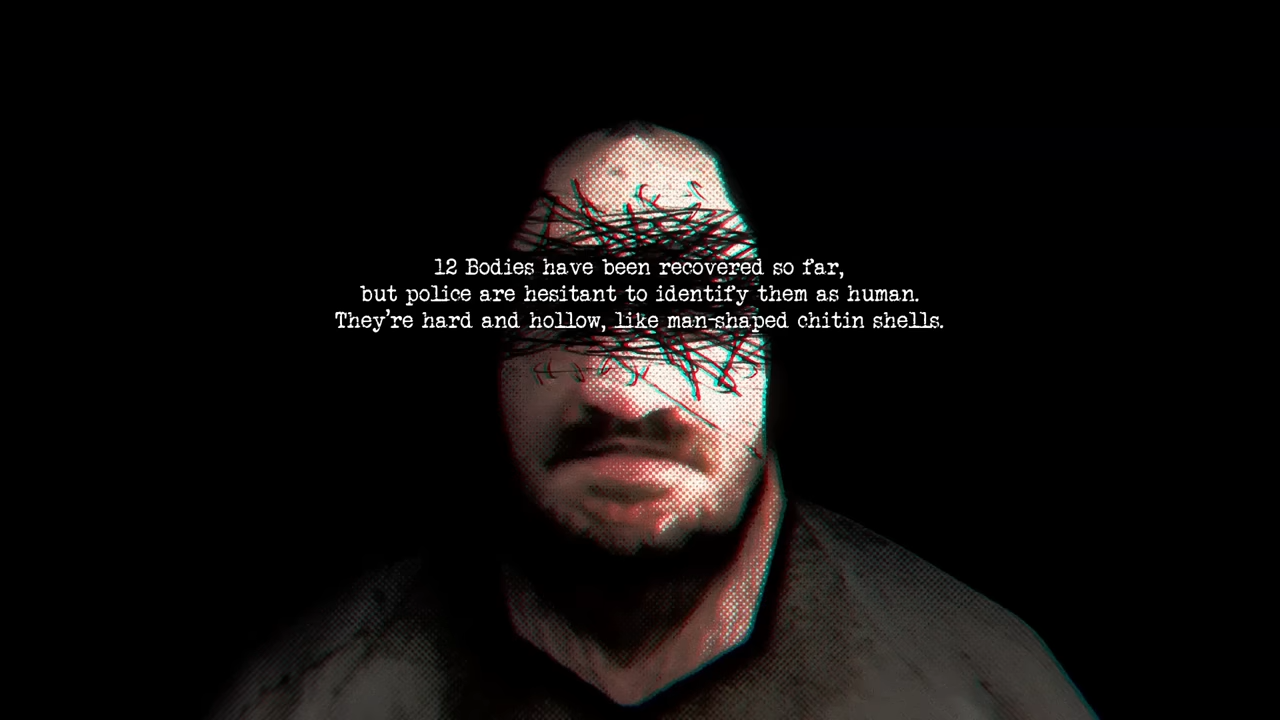 12 Bodies have been recovered so far,
but police are hesitant to identify them as human.
They're hard and hollow, like man-shaped chitin shells.